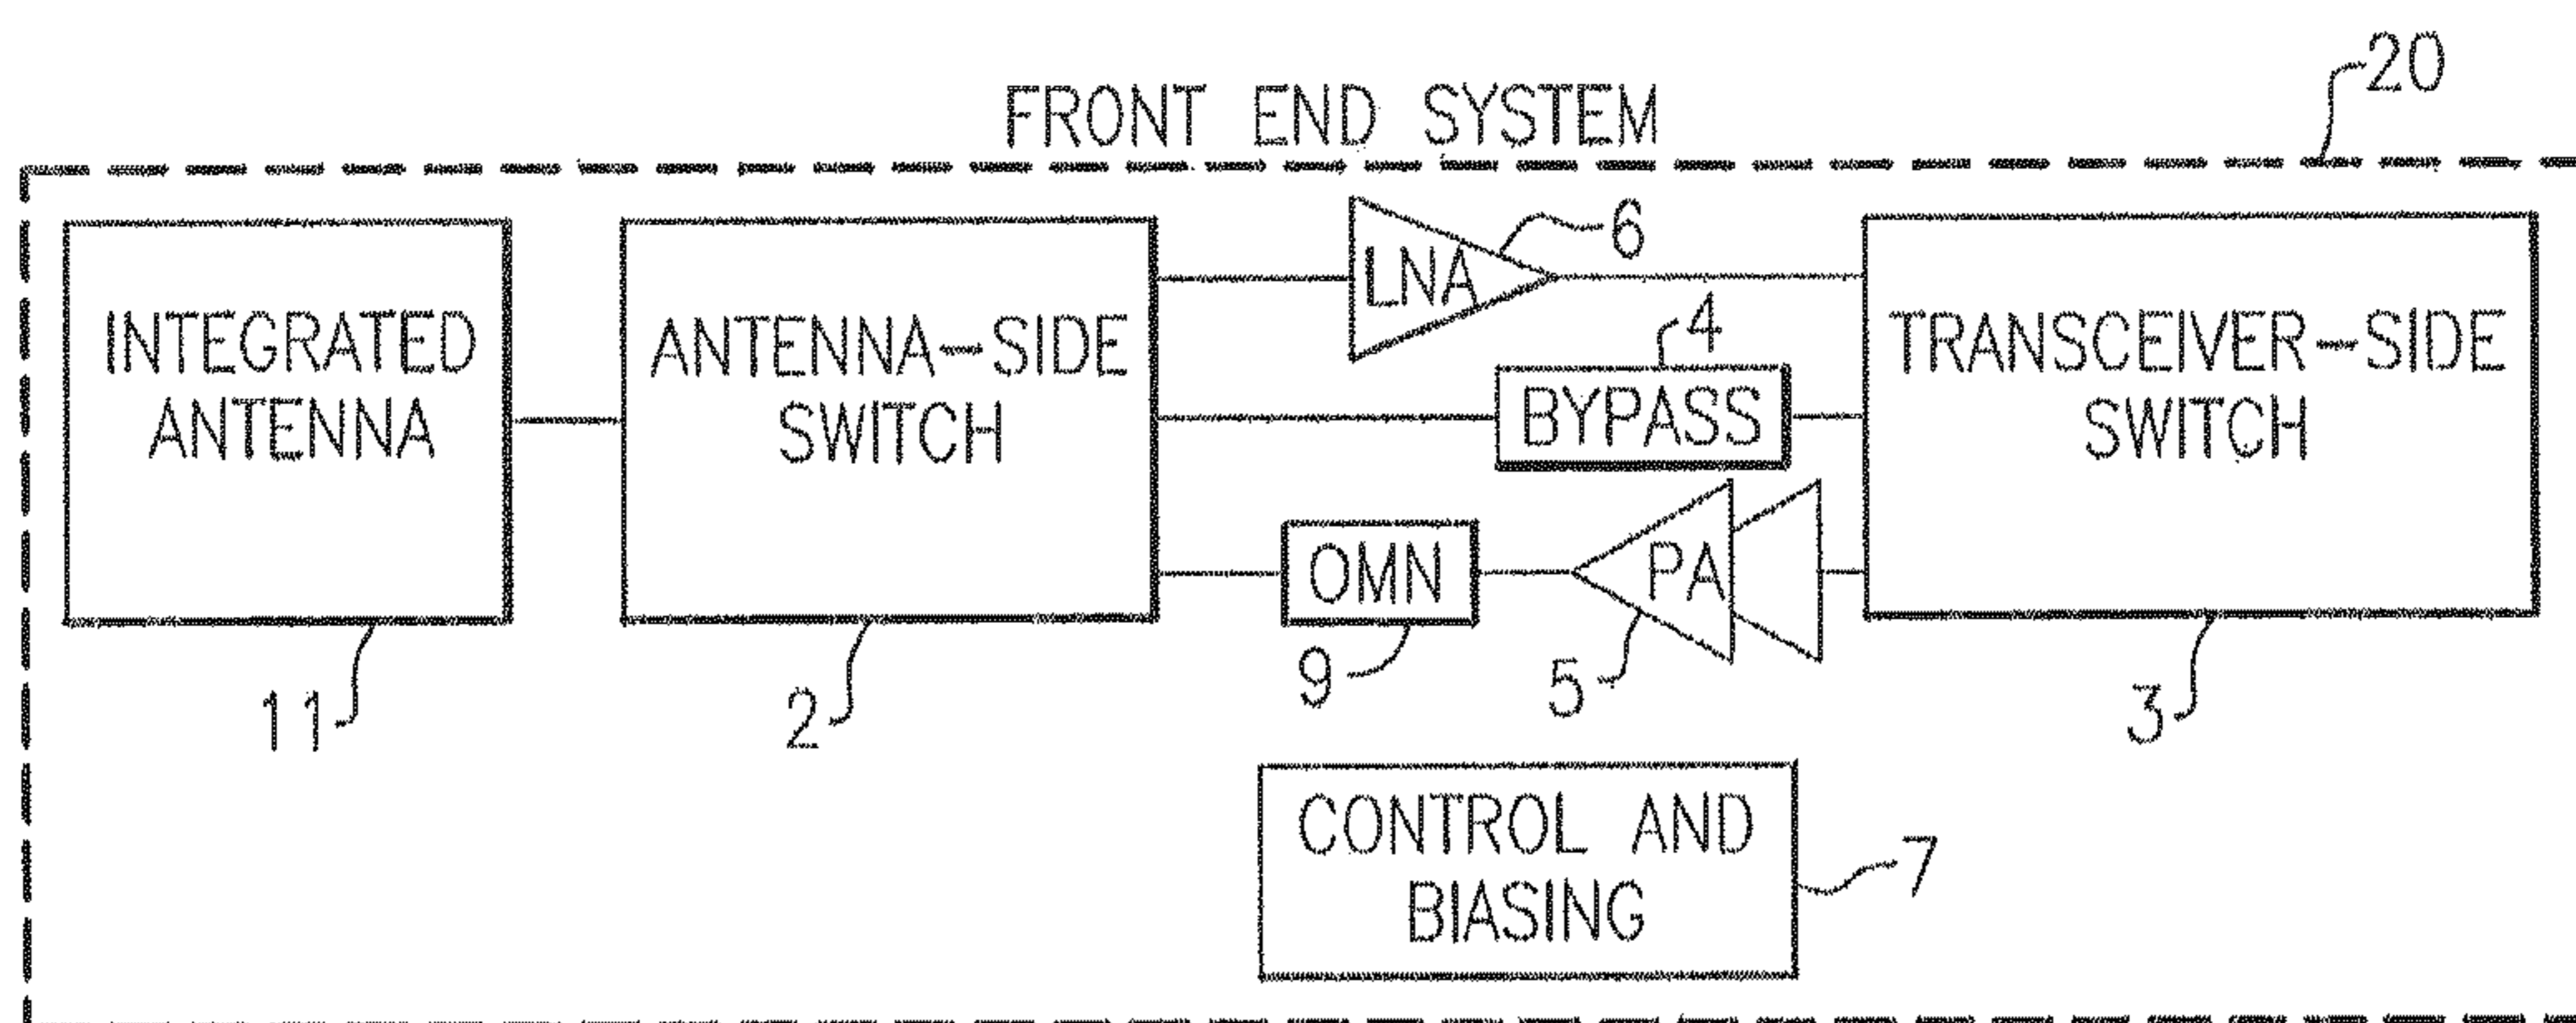 FRONT END SYSTEM
20
INTEGRATED
ANTENNA
11
ANTENNA-SIDE
SWITCH
2
LNA
6
4
BYPASS
OMN
9
PA
5
TRANSCEIVER-SIDE
SWITCH
3
CONTROL AND
BIASING
7